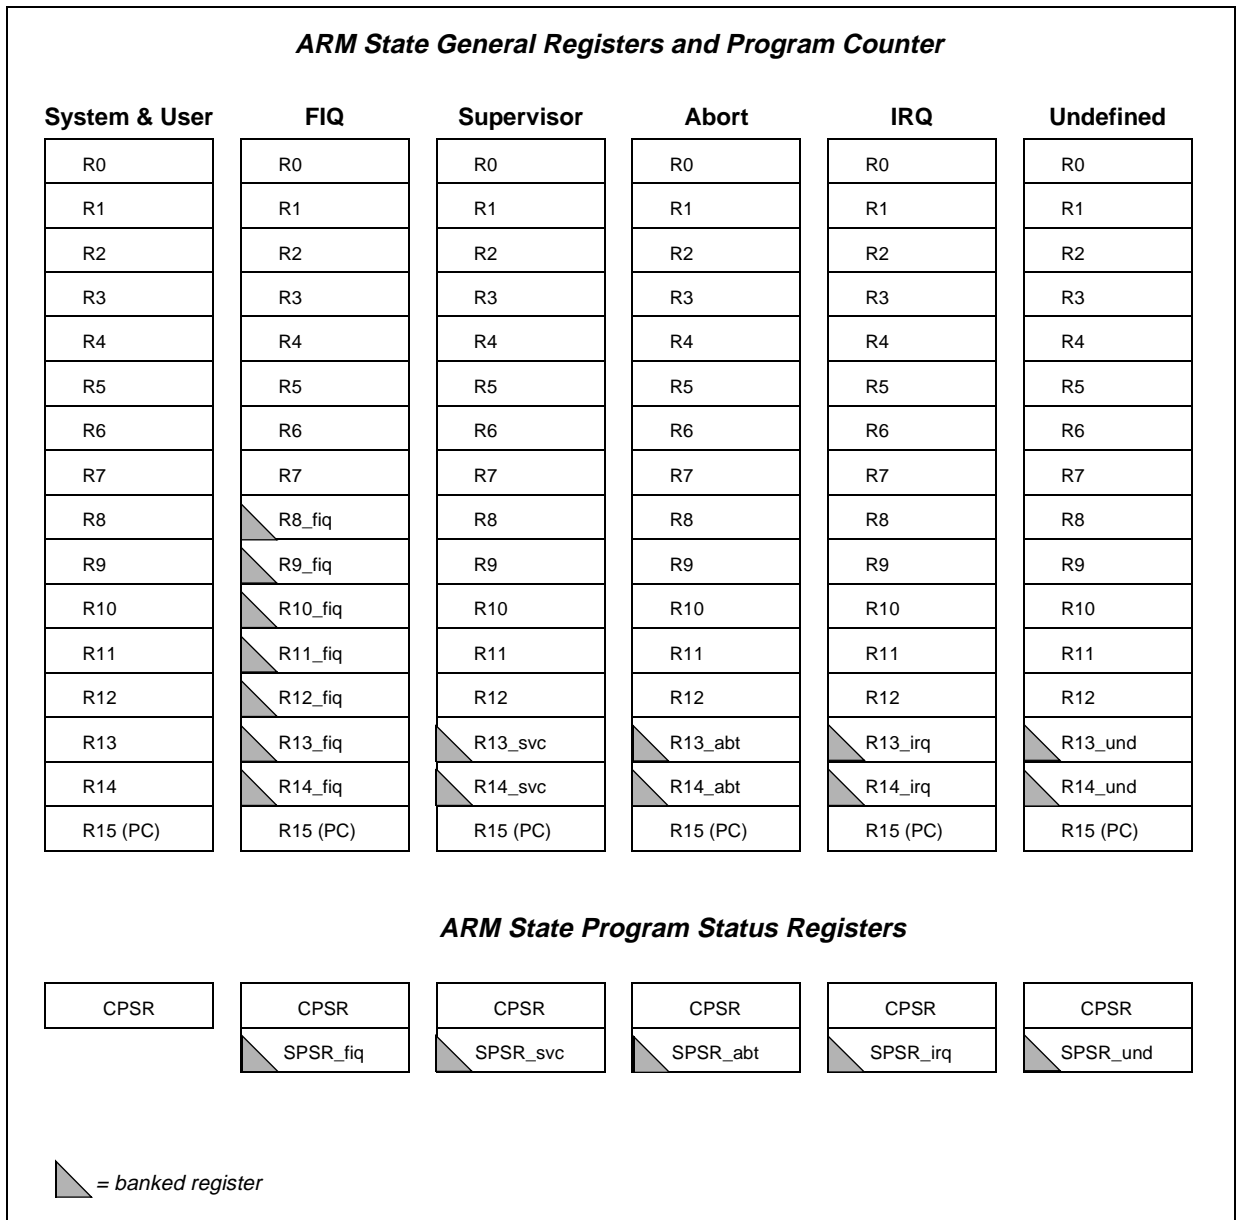 ARM State General Registers and Program Counter
System & User FIQ Supervisor Abort IRQ Undefined
R0 R0 R0 R0 R0 R0
R1 R1 R1 R1 R1 R1
R2 R2 R2 R2 R2 R2
R3 R3 R3 R3 R3 R3
R4 R4 R4 R4 R4 R4
R5 R5 R5 R5 R5 R5
R6 R6 R6 R6 R6 R6
R7 R7 R7 R7 R7 R7
R8 R8_fiq R8 R8 R8 R8
R9 R9_fiq R9 R9 R9 R9
R10 R10_fiq R10 R10 R10 R10
R11 R11_fiq R11 R11 R11 R11
R12 R12_fiq R12 R12 R12 R12
R13 R13_fiq R13_svc R13_abt R13_irq R13_und
R14 R14_fiq R14_svc R14_abt R14_irq R14_und
R15 (PC) R15 (PC) R15 (PC) R15 (PC) R15 (PC) R15 (PC)
ARM State Program Status Registers
CPSR CPSR CPSR CPSR CPSR CPSR
SPSR_fiq SPSR_svc SPSR_abt SPSR_irq SPSR_und
= banked register